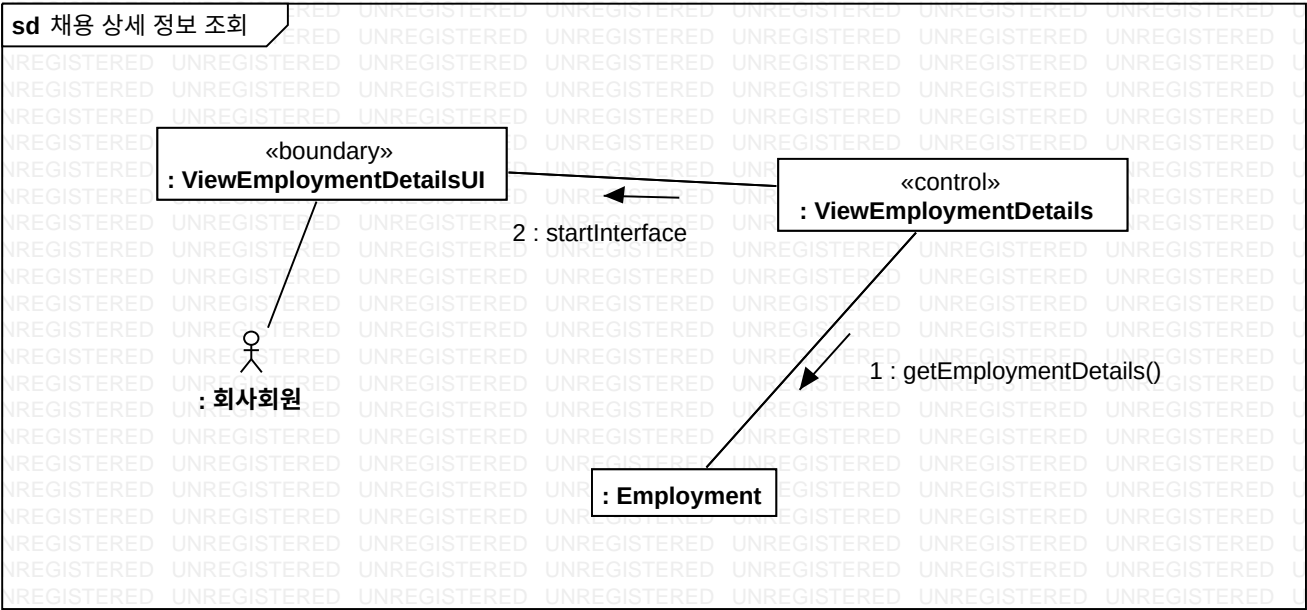 sd 채용 상세 정보 조회
«boundary»
: ViewEmploymentDetailsUI
«control»
: ViewEmploymentDetails
2 : startInterface
: 회사회원
1 : getEmploymentDetails()
: Employment
UNREGISTERED